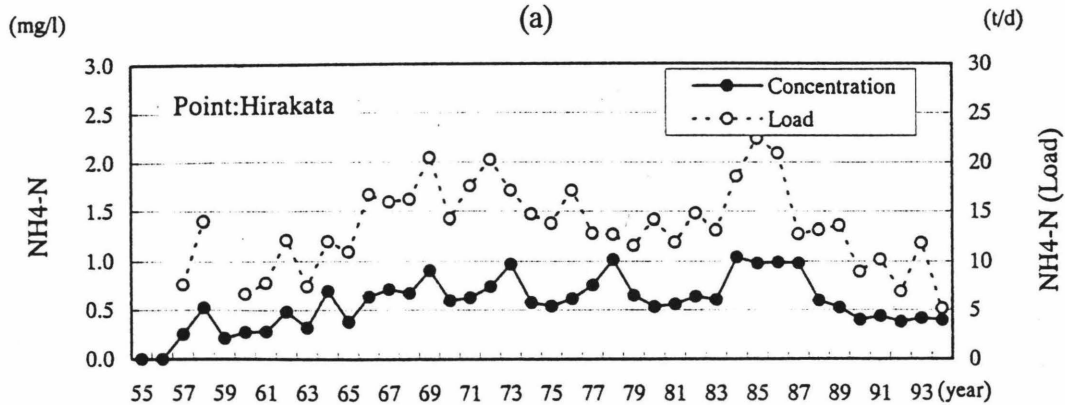 (a)
(mg/l)
(t/d)
3.0
2.5
2.0
1.5
1.0
0.5
0.0
NH4-N
Point:Hirakata
Concentration
Load
30
25
20
15
10
5
0
NH4-N (Load)
55 57 59 61 63 65 67 69 71 73 75 77 79 81 83 85 87 89 91 93 (year)